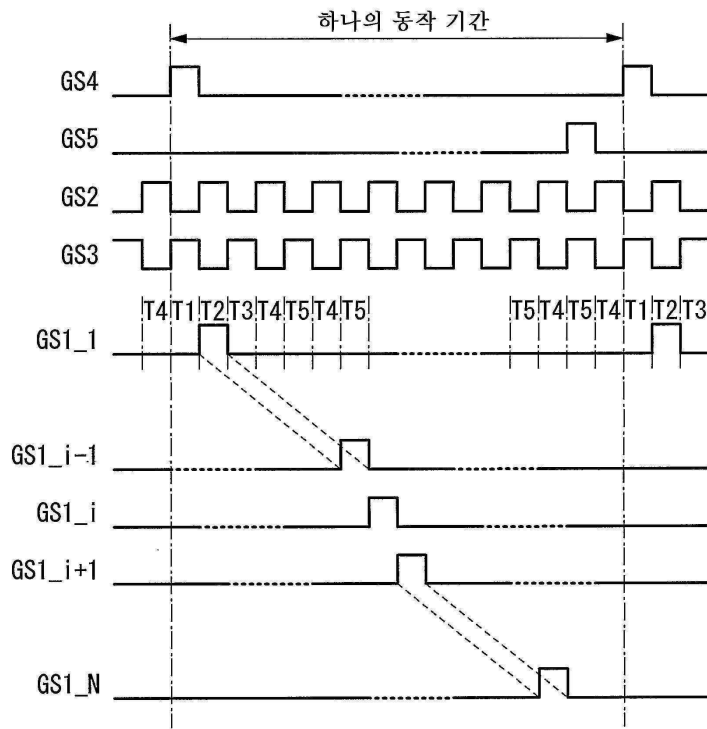 하나의 동작 기간
GS4
GS5
GS2
GS3
T4 T1 T2 T3 T4 T5 T4 T5 T5 T4 T5 T4 T1 T2 T3
GS1_1
GS1_i-1
GS1_i
GS1_i+1
GS1_N